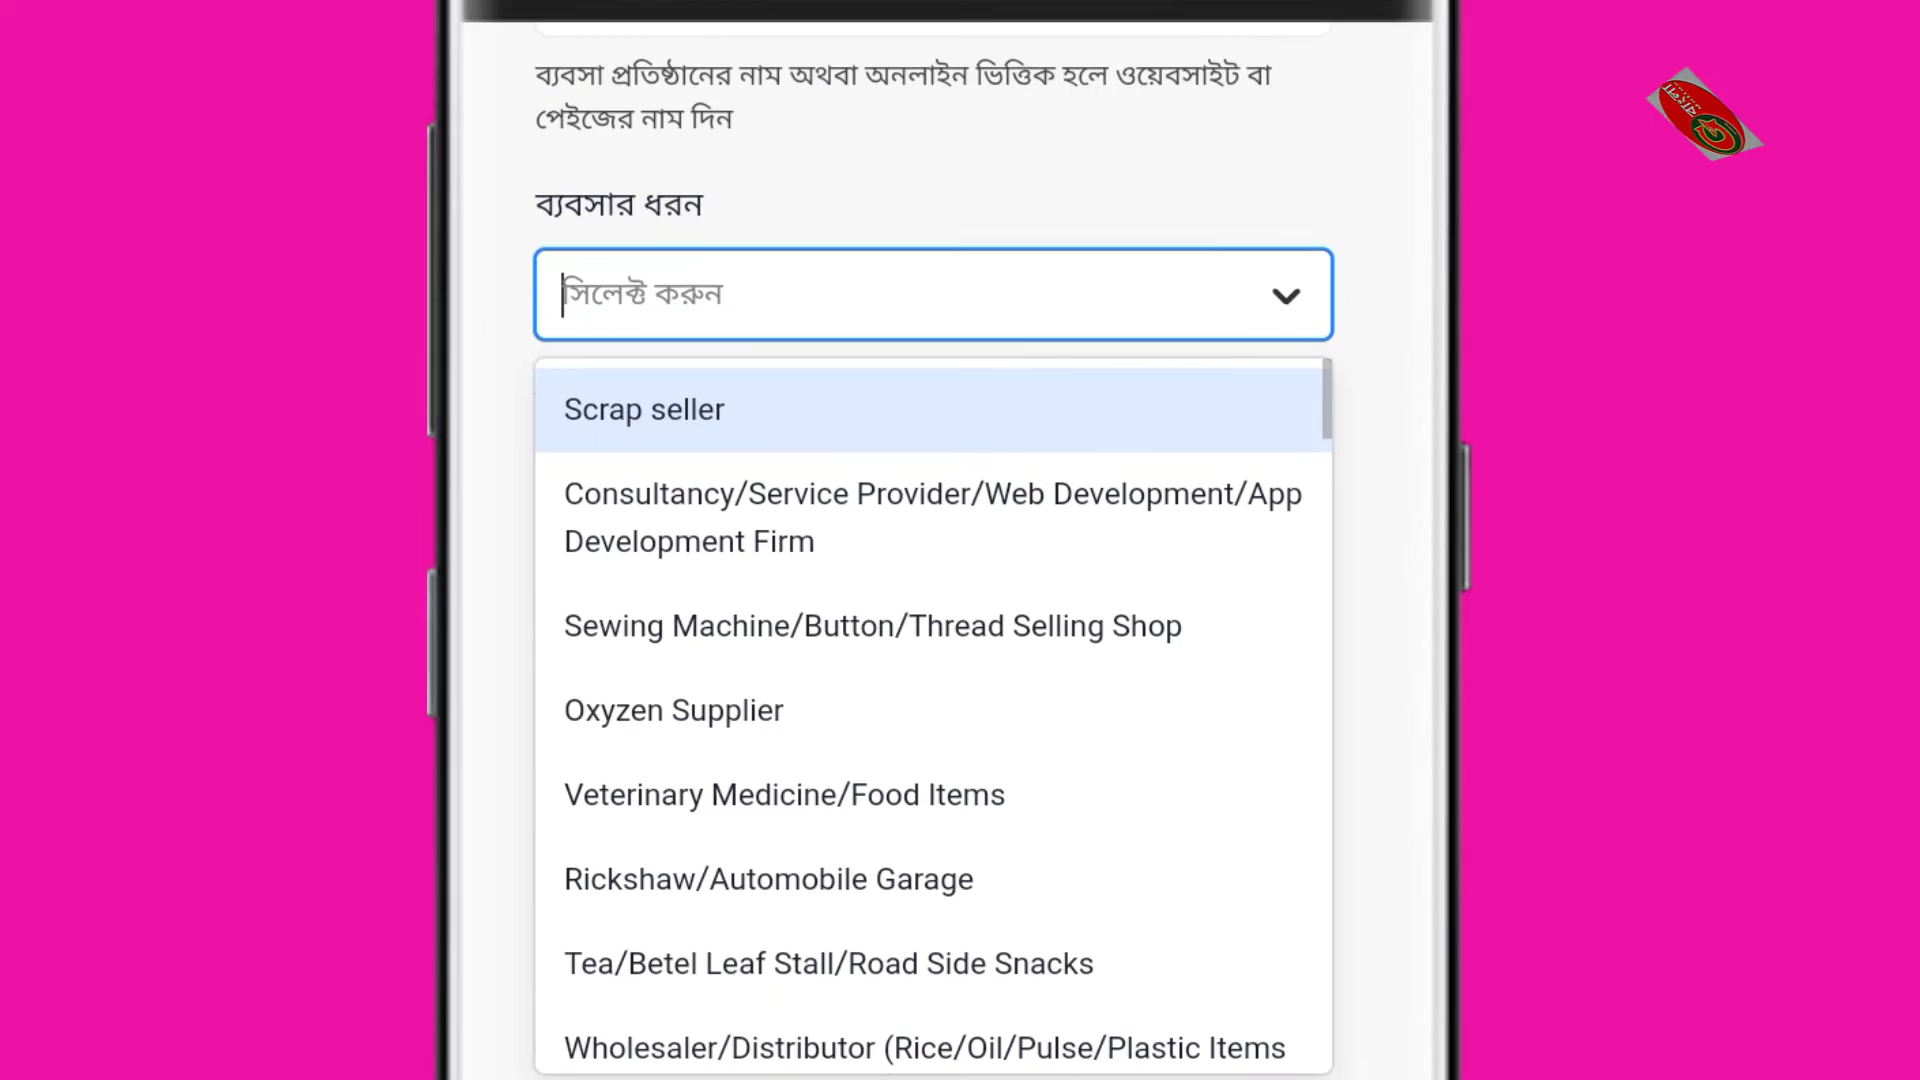 ব্যবসা প্রতিষ্ঠানের নাম অথবা অনলাইন ভিত্তিক হলে ওয়েবসাইট বা
পেইজের নাম দিন
ব্যবসার ধরন
সিলেক্ট করুন
Scrap seller
Consultancy/Service Provider/Web Development/App
Development Firm
Sewing Machine/Button/Thread Selling Shop
Oxyzen Supplier
Veterinary Medicine/Food Items
Rickshaw/Automobile Garage
Tea/Betel Leaf Stall/Road Side Snacks
Wholesaler/Distributor (Rice/Oil/Pulse/Plastic Items